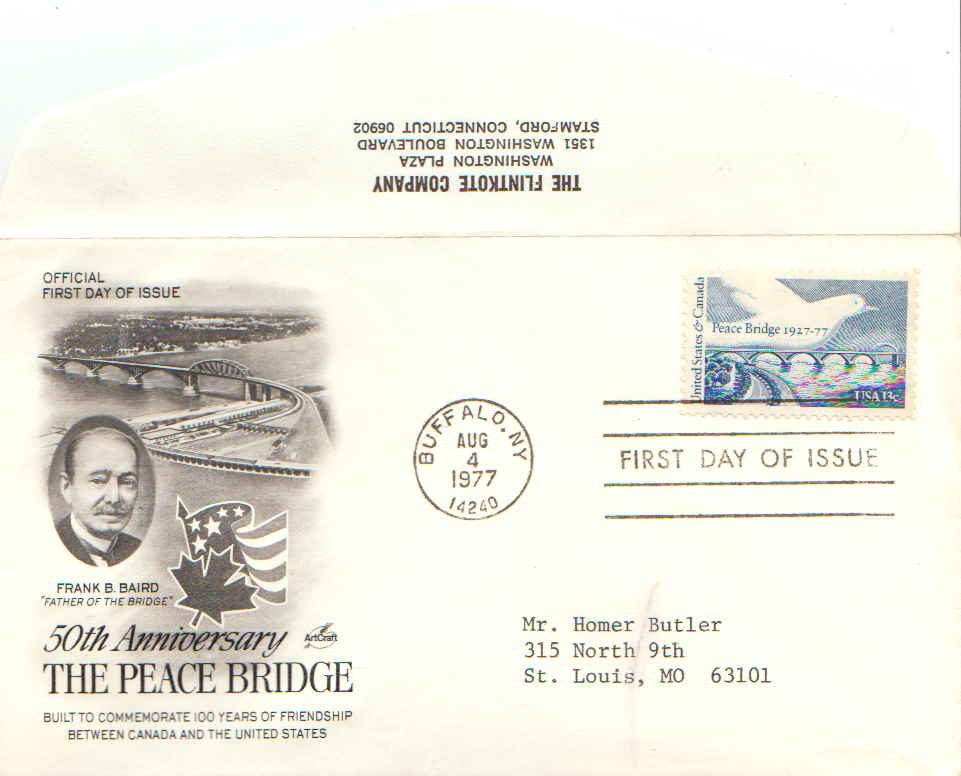 THE FLINTKOTE COMPANY
WASHINGTON PLAZA
1351 WASHINGTON BOULEVARD
STAMFORD, CONNECTICUT 06902
OFFICIAL
FIRST DAY OF ISSUE
United States & Canada
Peace Bridge 1927-77
USA 13c
BUFFALO, NY
AUG
4
1977
14240
FIRST DAY OF ISSUE
FRANK B. BAIRD
"FATHER OF THE BRIDGE"
50th Anniversary
ArtCraft
THE PEACE BRIDGE
BUILT TO COMMEMORATE 100 YEARS OF FRIENDSHIP
BETWEEN CANADA AND THE UNITED STATES
Mr. Homer Butler
315 North 9th
St. Louis, MO 63101